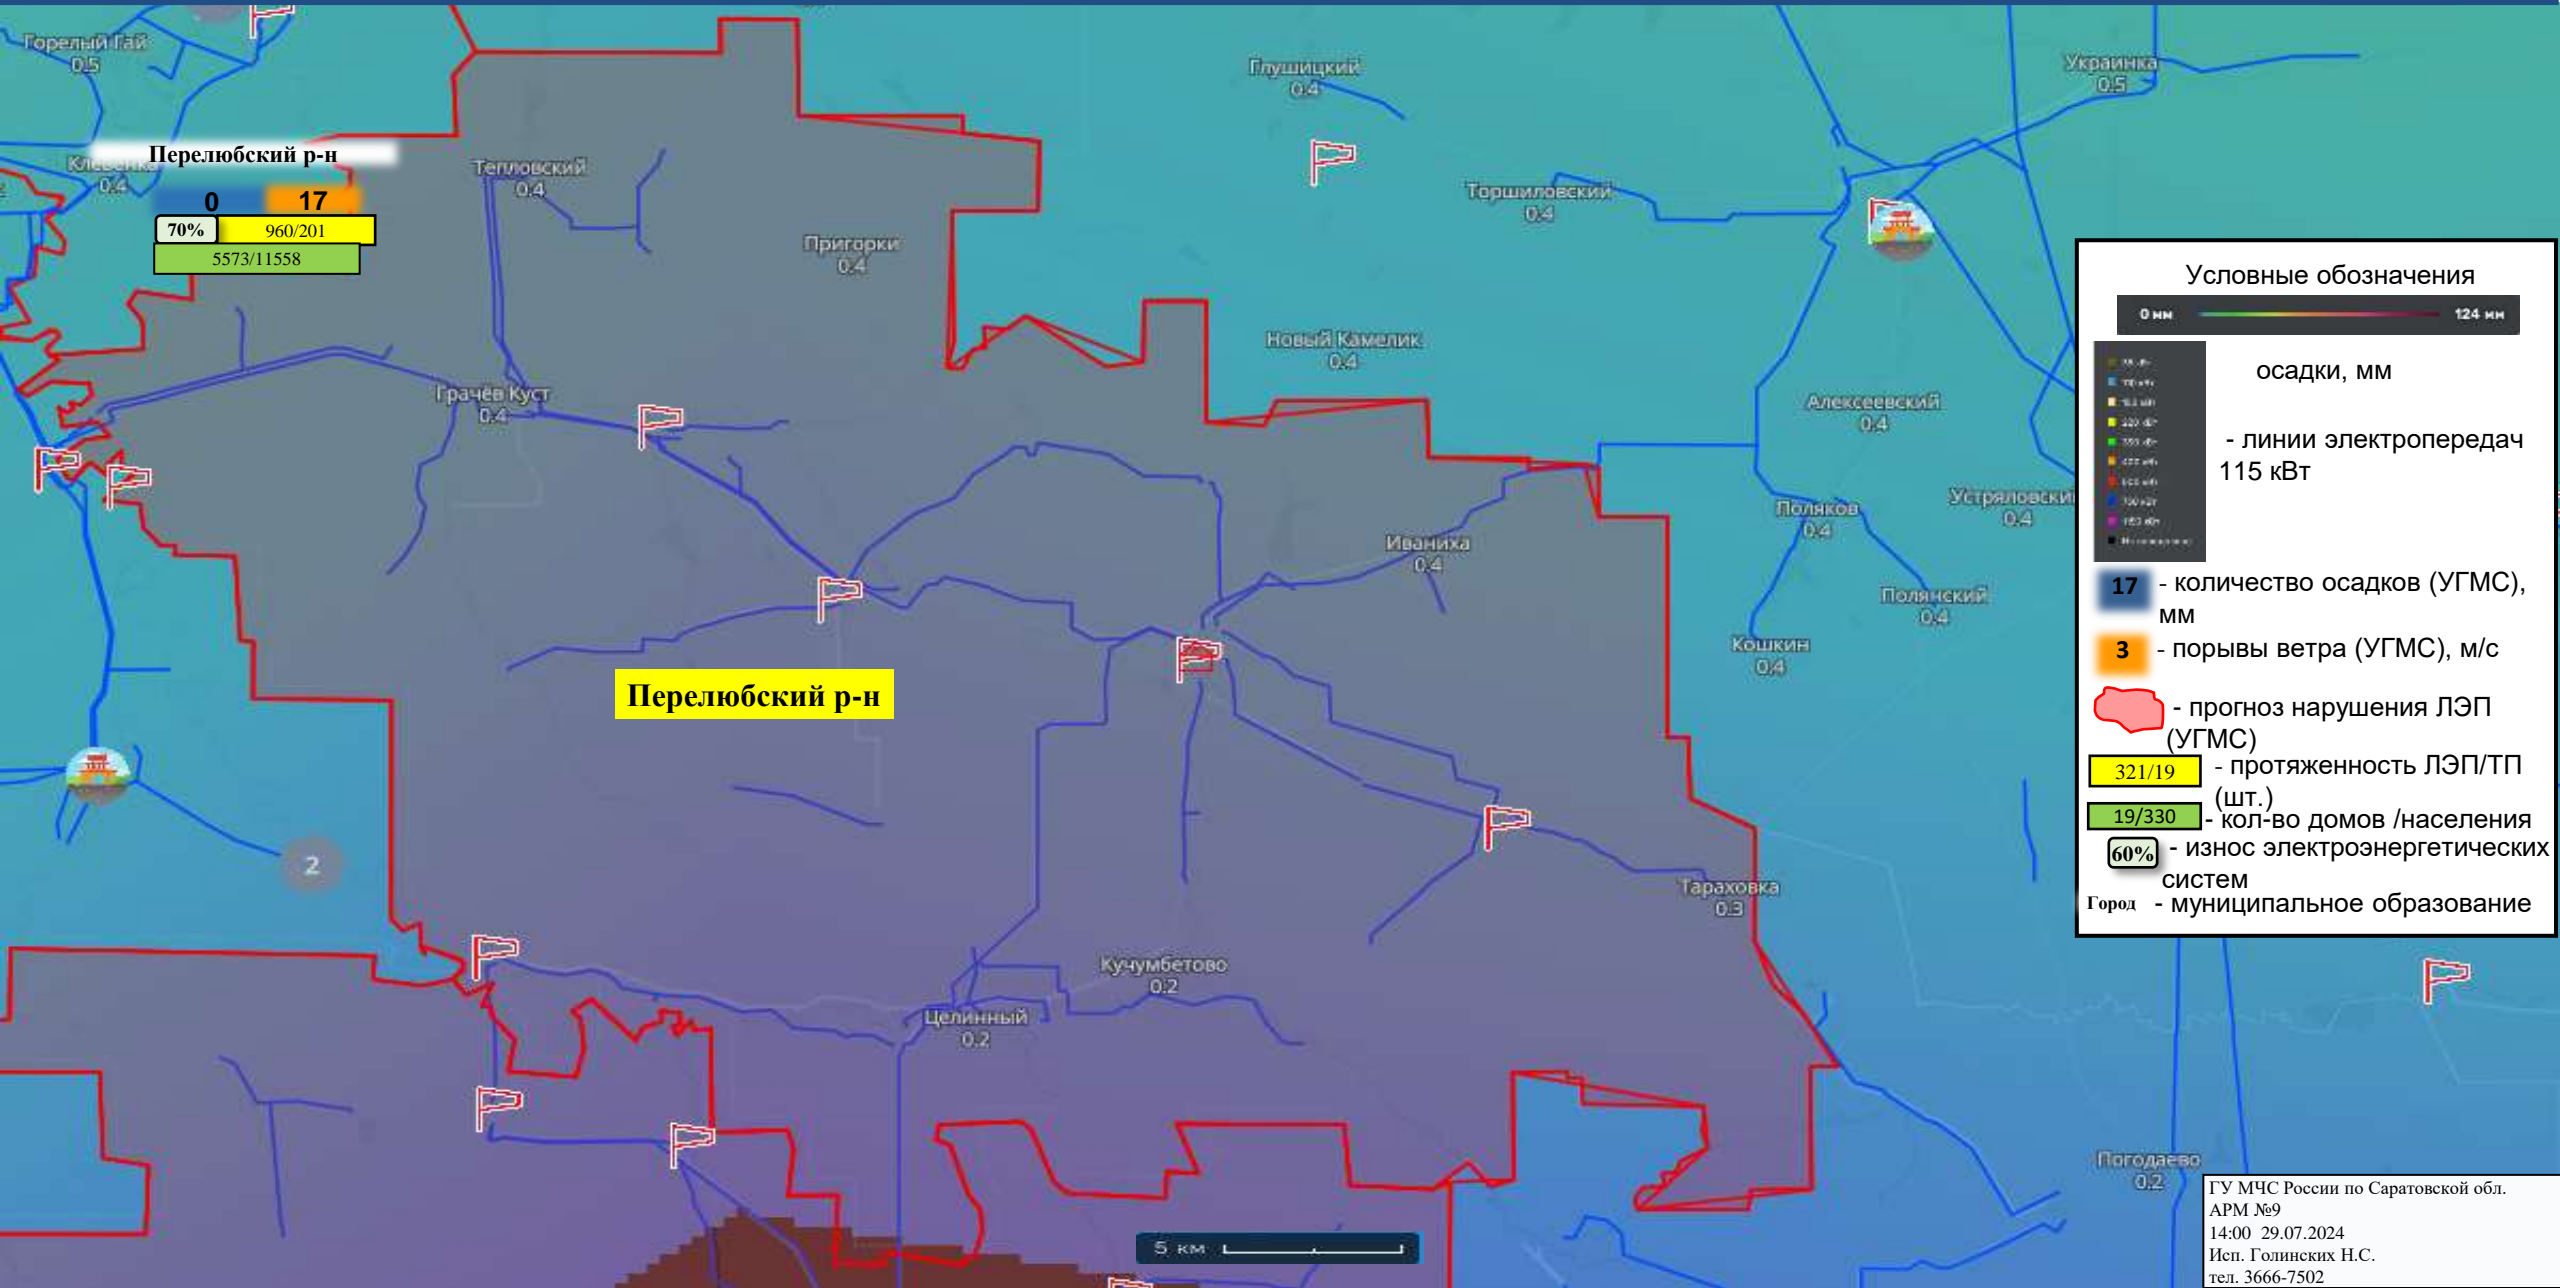 Горелый Гай
0.5
Глушицкий
0.4
Украинка
0.5
Перелюбский р-н
Клевенка
0.4
0
17
70%
960/201
5573/11558
Тепловский
0.4
Торшиловский
0.4
Пригорки
0.4
Новый Камелик
0.4
Грачёв Куст
0.4
Алексеевский
0.4
Поляков
0.4
Устряловский
0.4
Иваниха
0.4
Полянский
0.4
Кошкин
0.4
Перелюбский р-н
2
Тараховка
0.3
Кучумбетово
0.2
Целинный
0.2
Погодаево
0.2
5 км
Условные обозначения
0 мм
124 мм
осадки, мм
- линии электропередач
115 кВт
17 - количество осадков (УГМС),
мм
3 - порывы ветра (УГМС), м/с
- прогноз нарушения ЛЭП
(УГМС)
321/19 - протяженность ЛЭП/ТП
(шт.)
19/330 - кол-во домов /населения
60% - износ электроэнергетических
систем
Город - муниципальное образование
ГУ МЧС России по Саратовской обл.
АРМ №9
14:00 29.07.2024
Исп. Голинских Н.С.
тел. 3666-7502